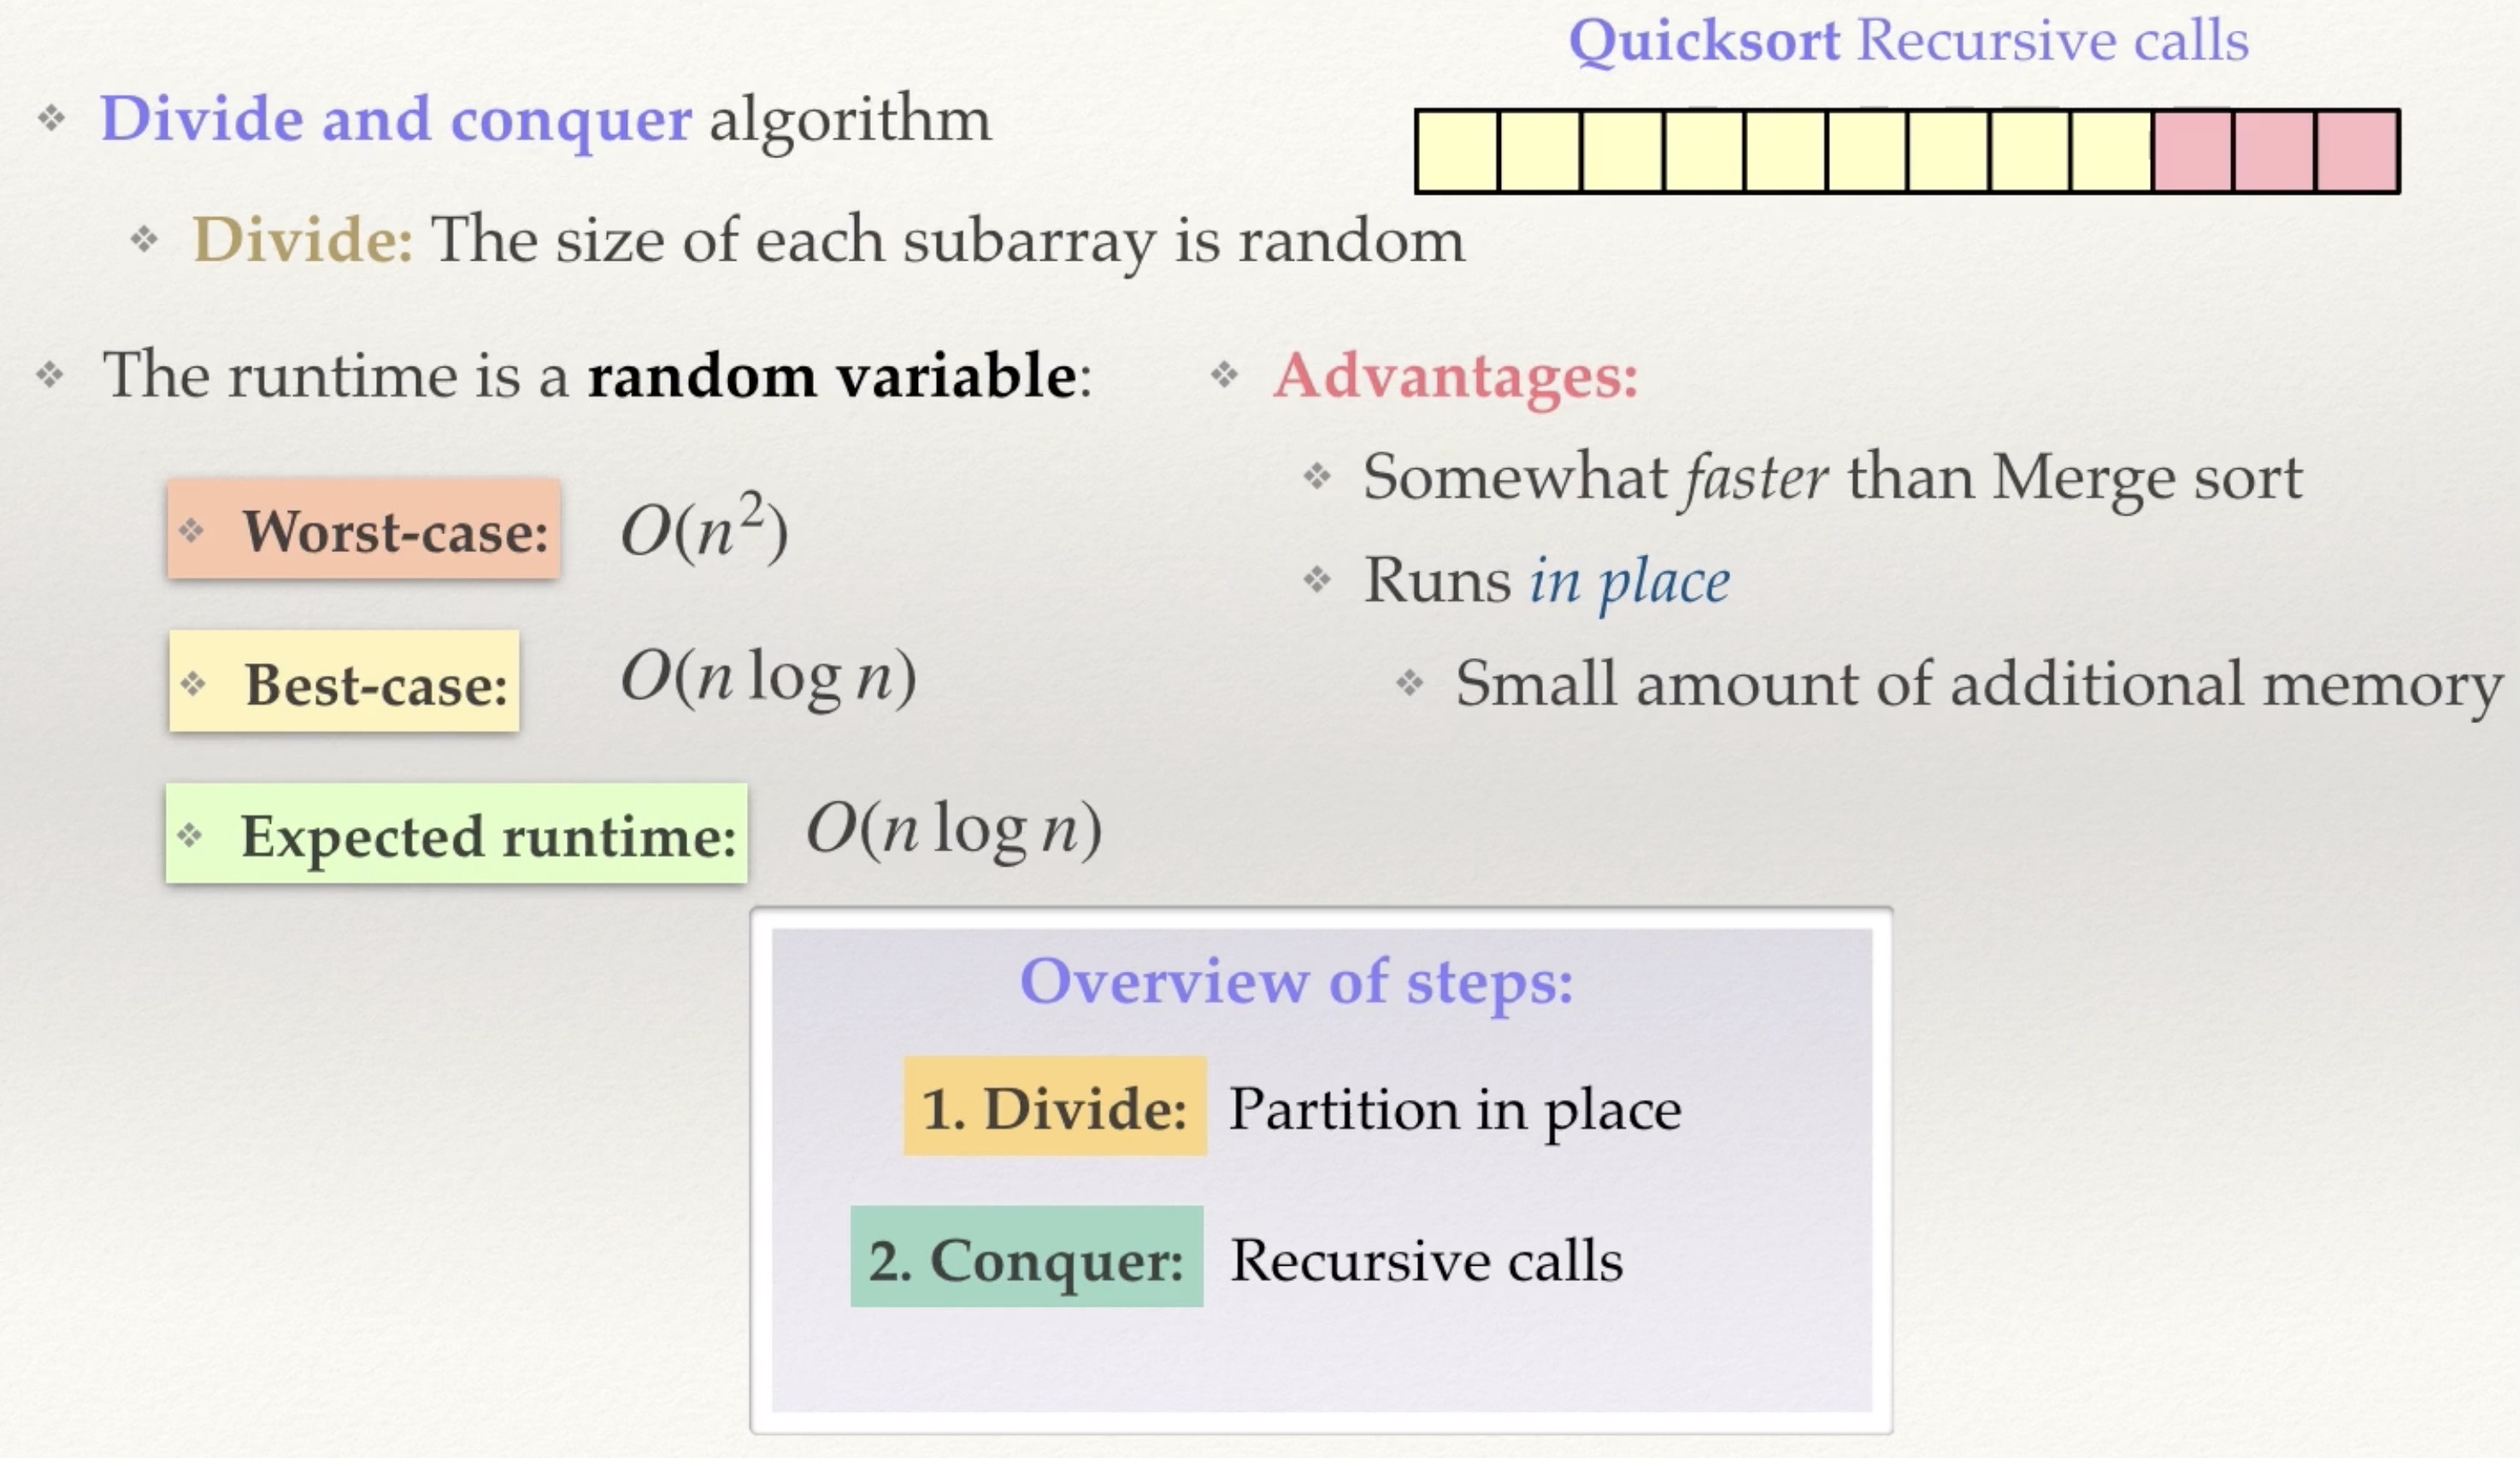 Quicksort Recursive calls
Divide and conquer algorithm
Divide: The size of each subarray is random
The runtime is a random variable:
Worst-case: O(n²)
Best-case: O(n log n)
Expected runtime: O(n log n)
Advantages:
Somewhat faster than Merge sort
Runs in place
Small amount of additional memory
Overview of steps:
1. Divide: Partition in place
2. Conquer: Recursive calls